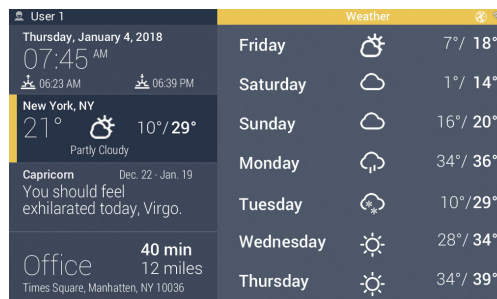 User 1
Thursday, January 4, 2018
07:45 AM
06:23 AM 06:39 PM
New York, NY
21° 10°/29°
Partly Cloudy
Capricorn Dec. 22 - Jan. 19
You should feel
exhilarated today, Virgo.
40 min
Office 12 miles
Times Square, Manhatten, NY 10036
Weather
Friday 7°/ 18°
Saturday 1°/ 14°
Sunday 16°/ 20°
Monday 34°/ 36°
Tuesday 10°/29°
Wednesday 28°/ 34°
Thursday 34°/ 39°